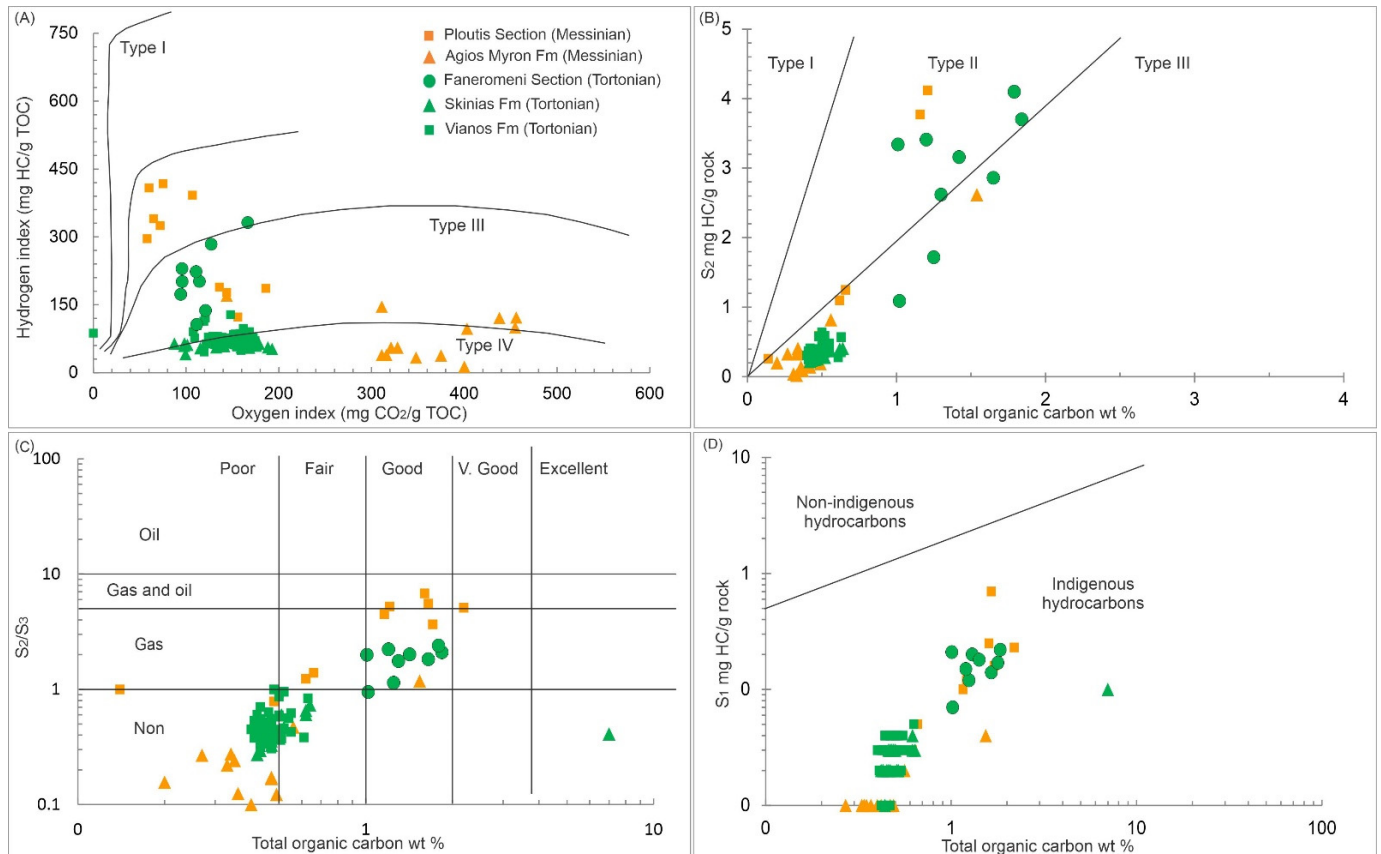 (A)
750
600
450
300
150
0
Hydrogen index (mg HC/g TOC)
Type I
Type III
Type IV
Ploutis Section (Messinian)
Agios Myron Fm (Messinian)
Faneromeni Section (Tortonian)
Skinias Fm (Tortonian)
Vianos Fm (Tortonian)
0 100 200 300 400 500 600
Oxygen index (mg CO2/g TOC)
(B)
5
4
3
2
1
0
S2 mg HC/g rock
Type I
Type II
Type III
0 1 2 3 4
Total organic carbon wt %
(C)
100
10
1
0.1
S2/S3
Poor Fair Good V. Good Excellent
Oil
Gas and oil
Gas
Non
0 1 10
Total organic carbon wt %
(D)
10
1
0
0
S1 mg HC/g rock
Non-indigenous
hydrocarbons
Indigenous
hydrocarbons
0 1 10 100
Total organic carbon wt %